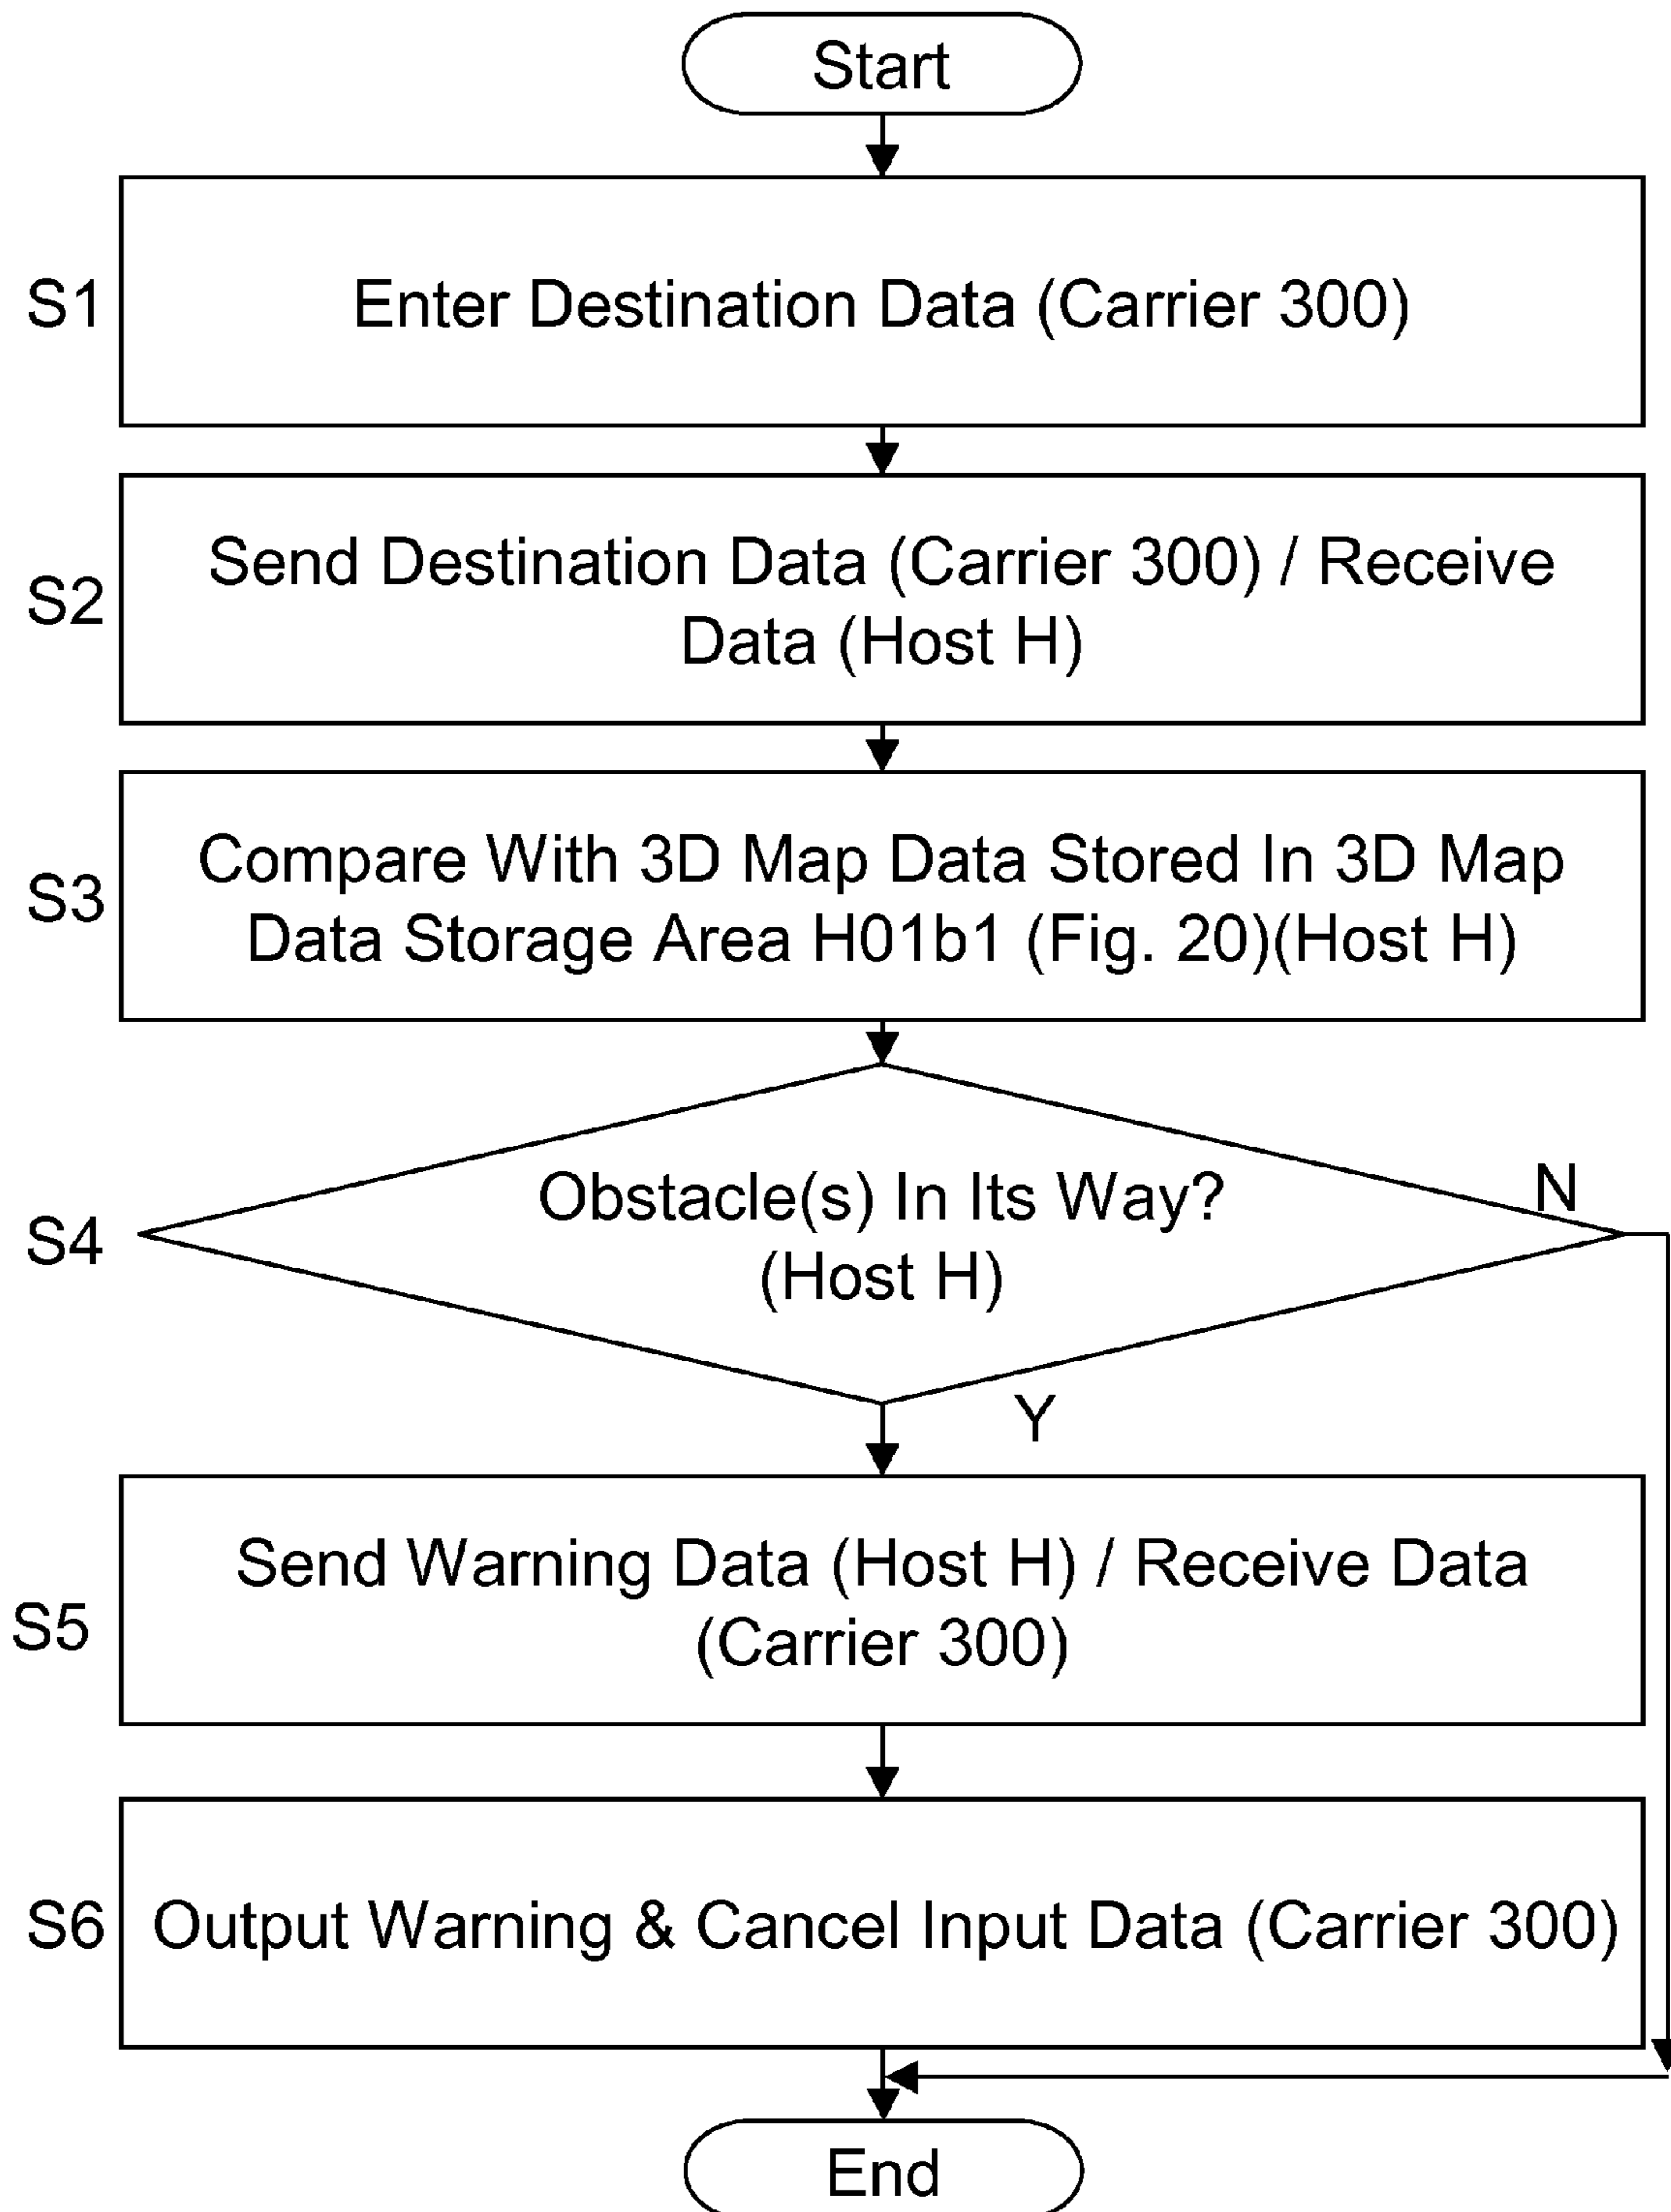 Start
S1
Enter Destination Data (Carrier 300)
S2
Send Destination Data (Carrier 300) / Receive
Data (Host H)
S3
Compare With 3D Map Data Stored In 3D Map
Data Storage Area H01b1 (Fig. 20)(Host H)
S4
Obstacle(s) In Its Way?
(Host H)
N
Y
S5
Send Warning Data (Host H) / Receive Data
(Carrier 300)
S6
Output Warning & Cancel Input Data (Carrier 300)
End